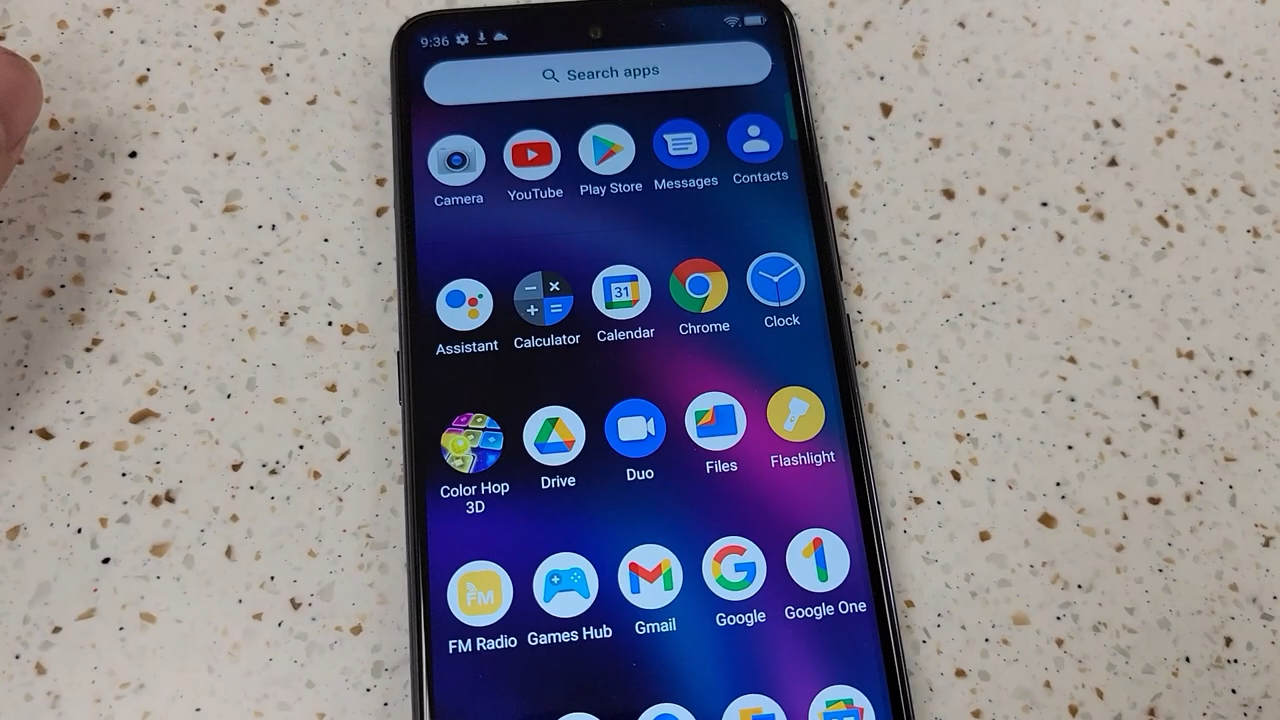 9:36
Search apps
Camera
YouTube
Play Store
Messages
Contacts
Assistant
Calculator
31
Calendar
Chrome
Clock
Color Hop
3D
Drive
Duo
Files
Flashlight
FM
FM Radio
Games Hub
Gmail
G
Google
1
Google One